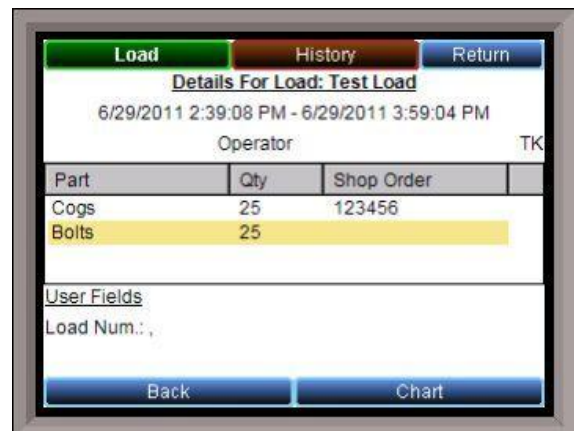 Load History Return
Details For Load: Test Load
6/29/2011 2:39:08 PM - 6/29/2011 3:59:04 PM
Operator TK
Part Qty Shop Order
Cogs 25 123456
Bolts 25
User Fields
Load Num.: ,
Back Chart